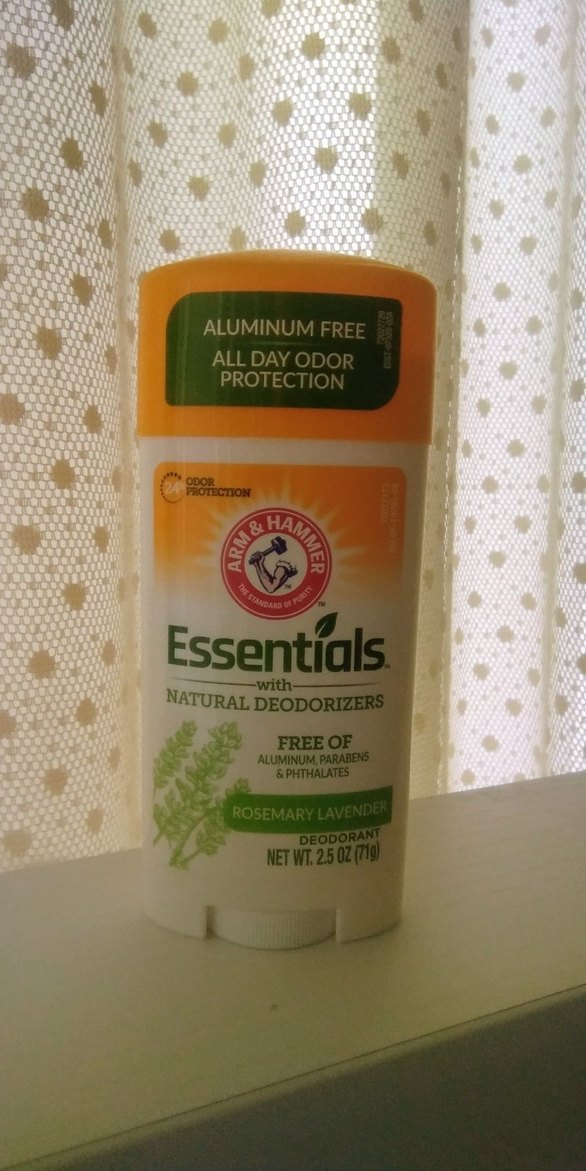 ALUMINUM FREE
ALL DAY ODOR
PROTECTION
24
ODOR
PROTECTION
ARM & HAMMER
THE STANDARD OF PURITY
TM
Essentials
with
NATURAL DEODORIZERS
FREE OF
ALUMINUM, PARABENS
& PHTHALATES
ROSEMARY LAVENDER
DEODORANT
NET WT. 2.5 OZ (71g)